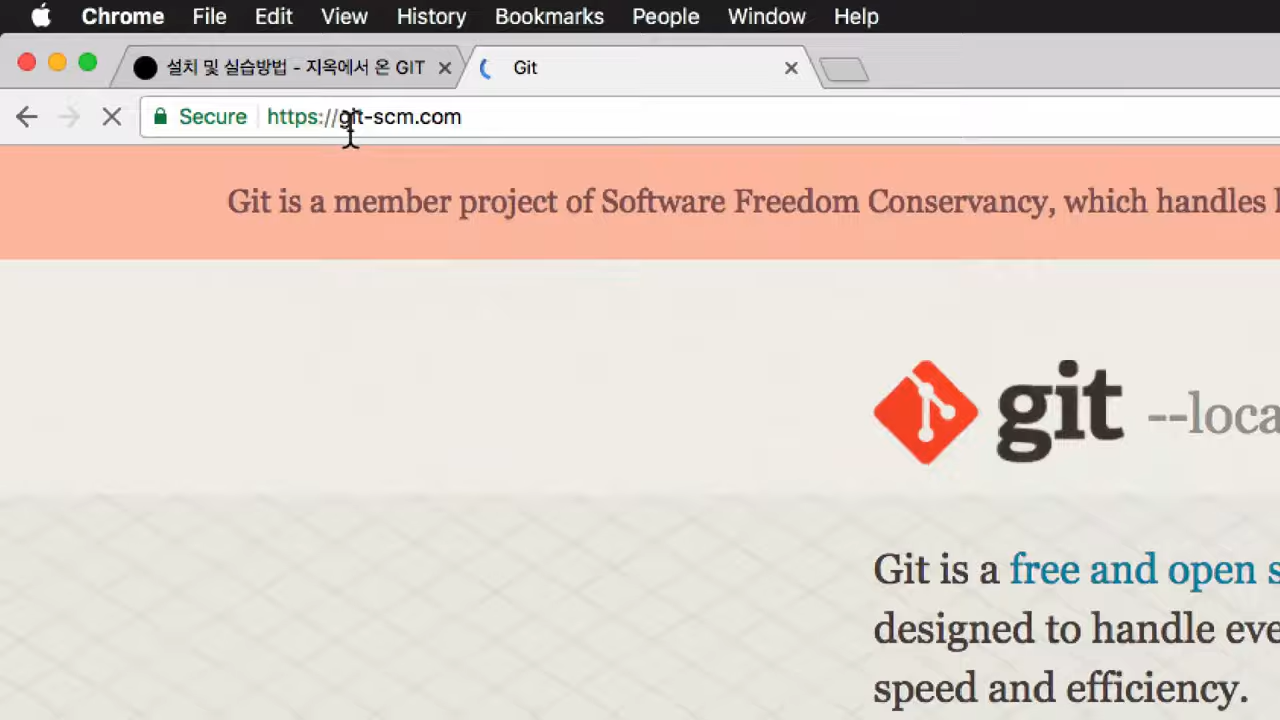 Chrome File Edit View History Bookmarks People Window Help
설치 및 실습방법 - 지옥에서 온 GIT Git
Secure https://git-scm.com
Git is a member project of Software Freedom Conservancy, which handles
git --loca
Git is a free and open s
designed to handle eve
speed and efficiency.